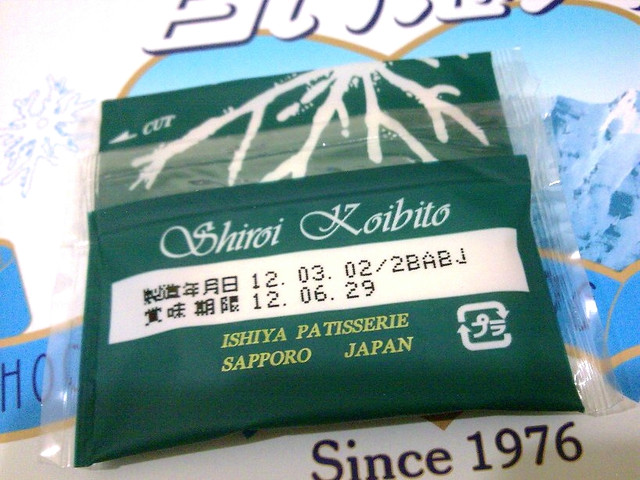 CUT
Shiroi Koibito
製造年月日 12. 03. 02/2BABJ
賞味期限 12. 06. 29
ISHIYA PATISSERIE
SAPPORO JAPAN
プラ
Since 1976